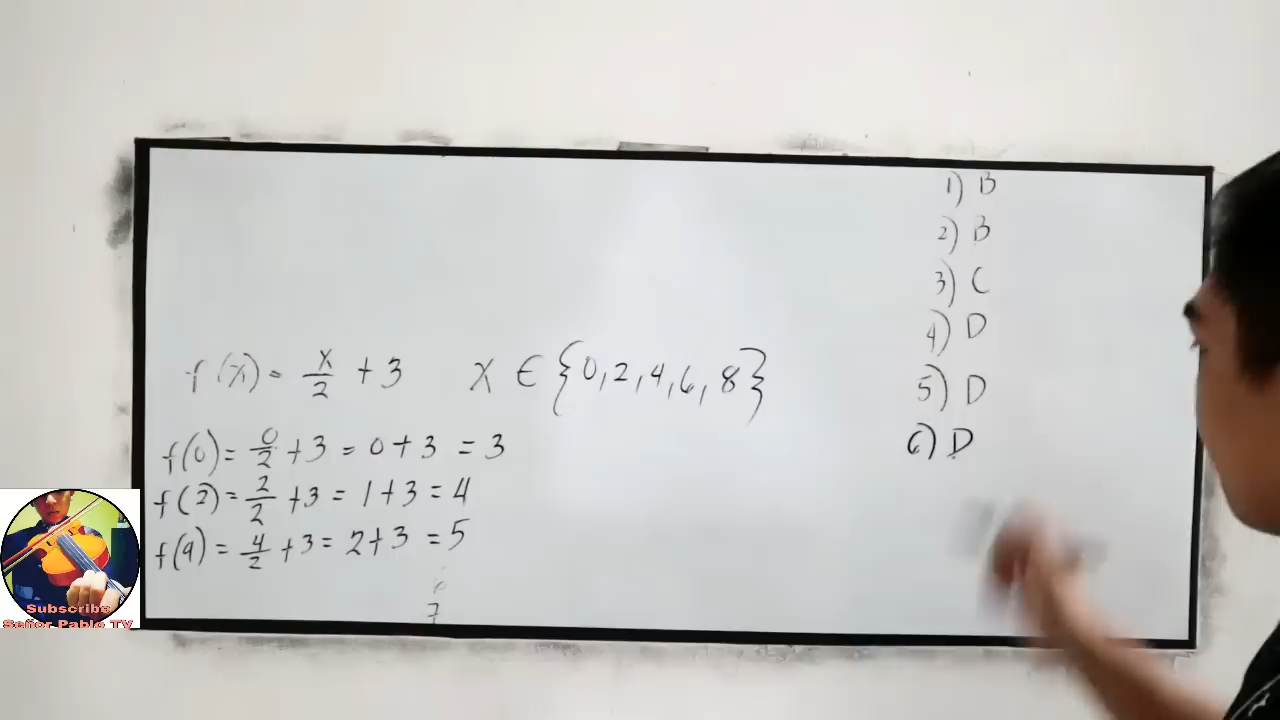 f(x) = x/2 + 3   x ∈ {0, 2, 4, 6, 8}
f(0) = 0/2 + 3 = 0 + 3 = 3
f(2) = 2/2 + 3 = 1 + 3 = 4
f(4) = 4/2 + 3 = 2 + 3 = 5
7
1) B
2) B
3) C
4) D
5) D
6) D
Subscribe
Señor Pablo TV